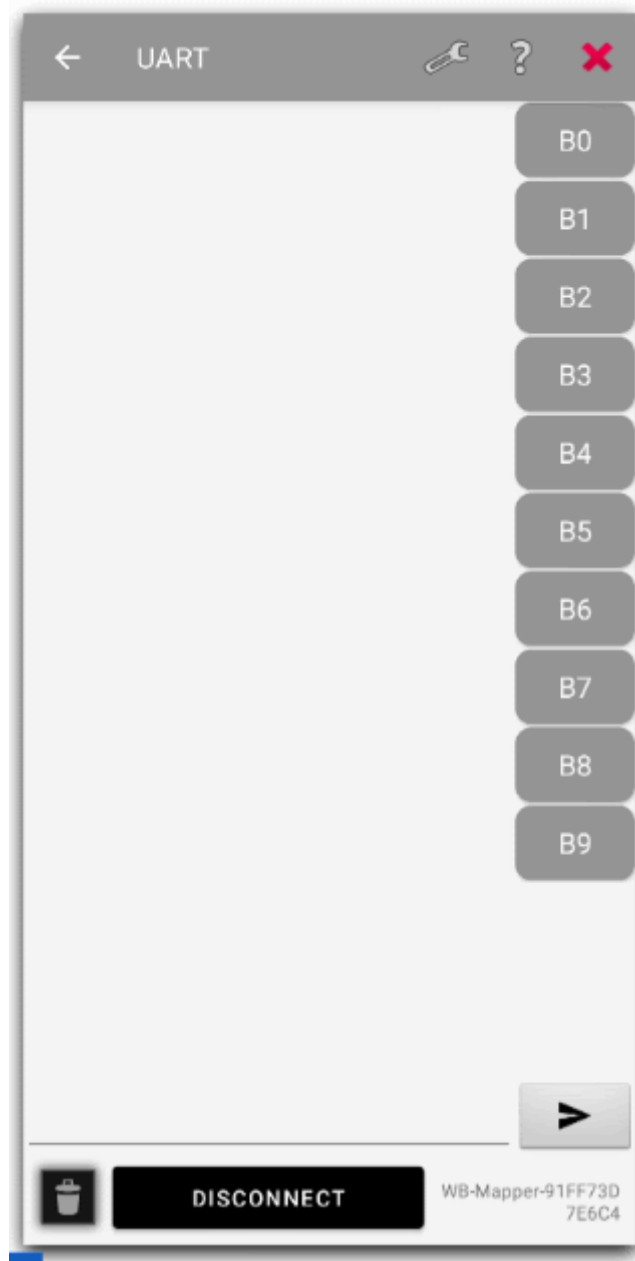 UART
B0
B1
B2
B3
B4
B5
B6
B7
B8
B9
DISCONNECT
WB-Mapper-91FF73D
7E6C4